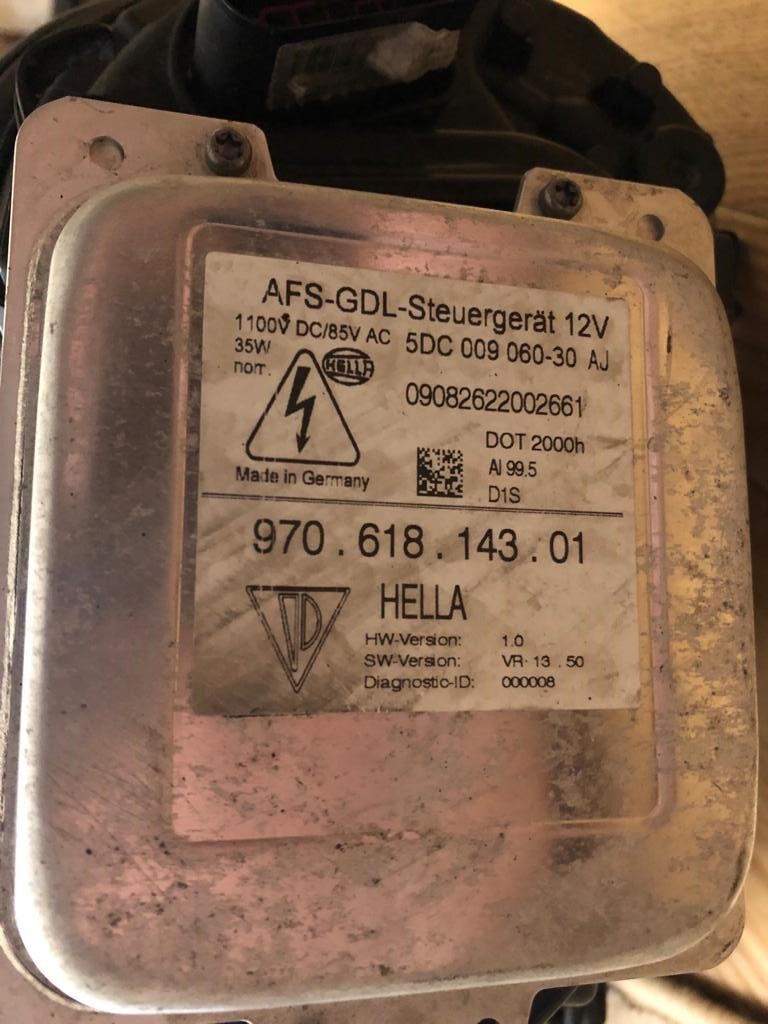 AFS-GDL-Steuergerät 12V
1100V DC/85V AC 5DC 009 060-30 AJ
35W
nom.
HELLA
09082622002661
DOT 2000h
Al 99.5
Made in Germany
D1S
970.618.143.01
HELLA
HW-Version: 1.0
SW-Version: VR 13.50
Diagnostic-ID: 000008